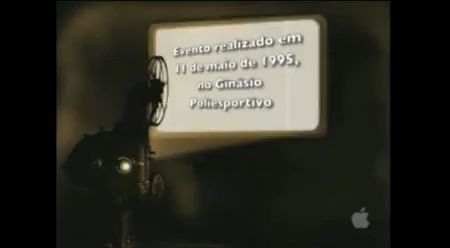 Evento realizado em
11 de maio de 1995,
no Ginásio
Poliesportivo